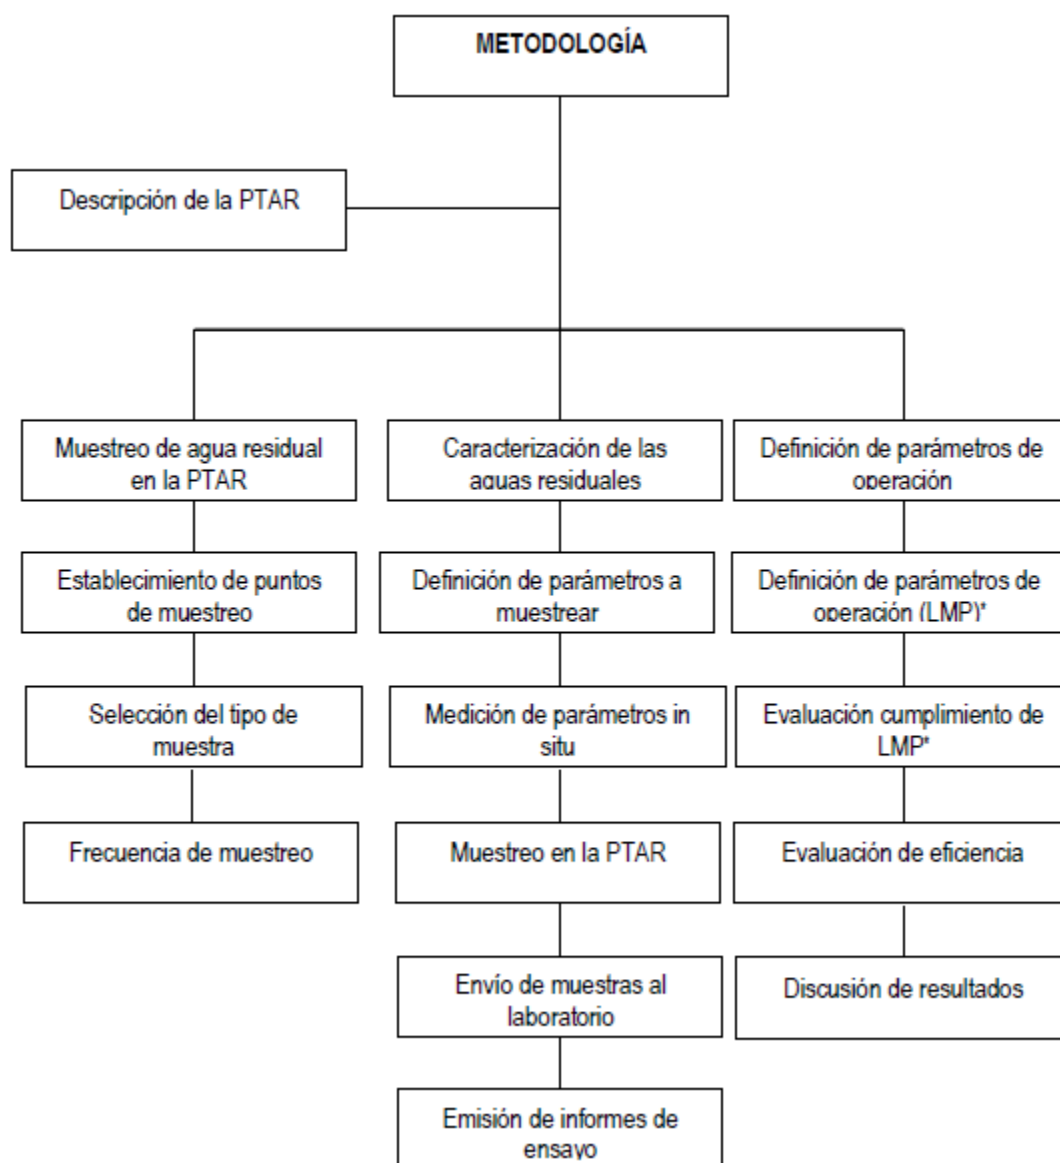 METODOLOGÍA
Descripción de la PTAR
Muestreo de agua residual
en la PTAR
Caracterización de las
aguas residuales
Definición de parámetros de
operación
Establecimiento de puntos
de muestreo
Definición de parámetros a
muestrear
Definición de parámetros de
operación (LMP)*
Selección del tipo de
muestra
Medición de parámetros in
situ
Evaluación cumplimiento de
LMP*
Frecuencia de muestreo
Muestreo en la PTAR
Evaluación de eficiencia
Envío de muestras al
laboratorio
Discusión de resultados
Emisión de informes de
ensayo